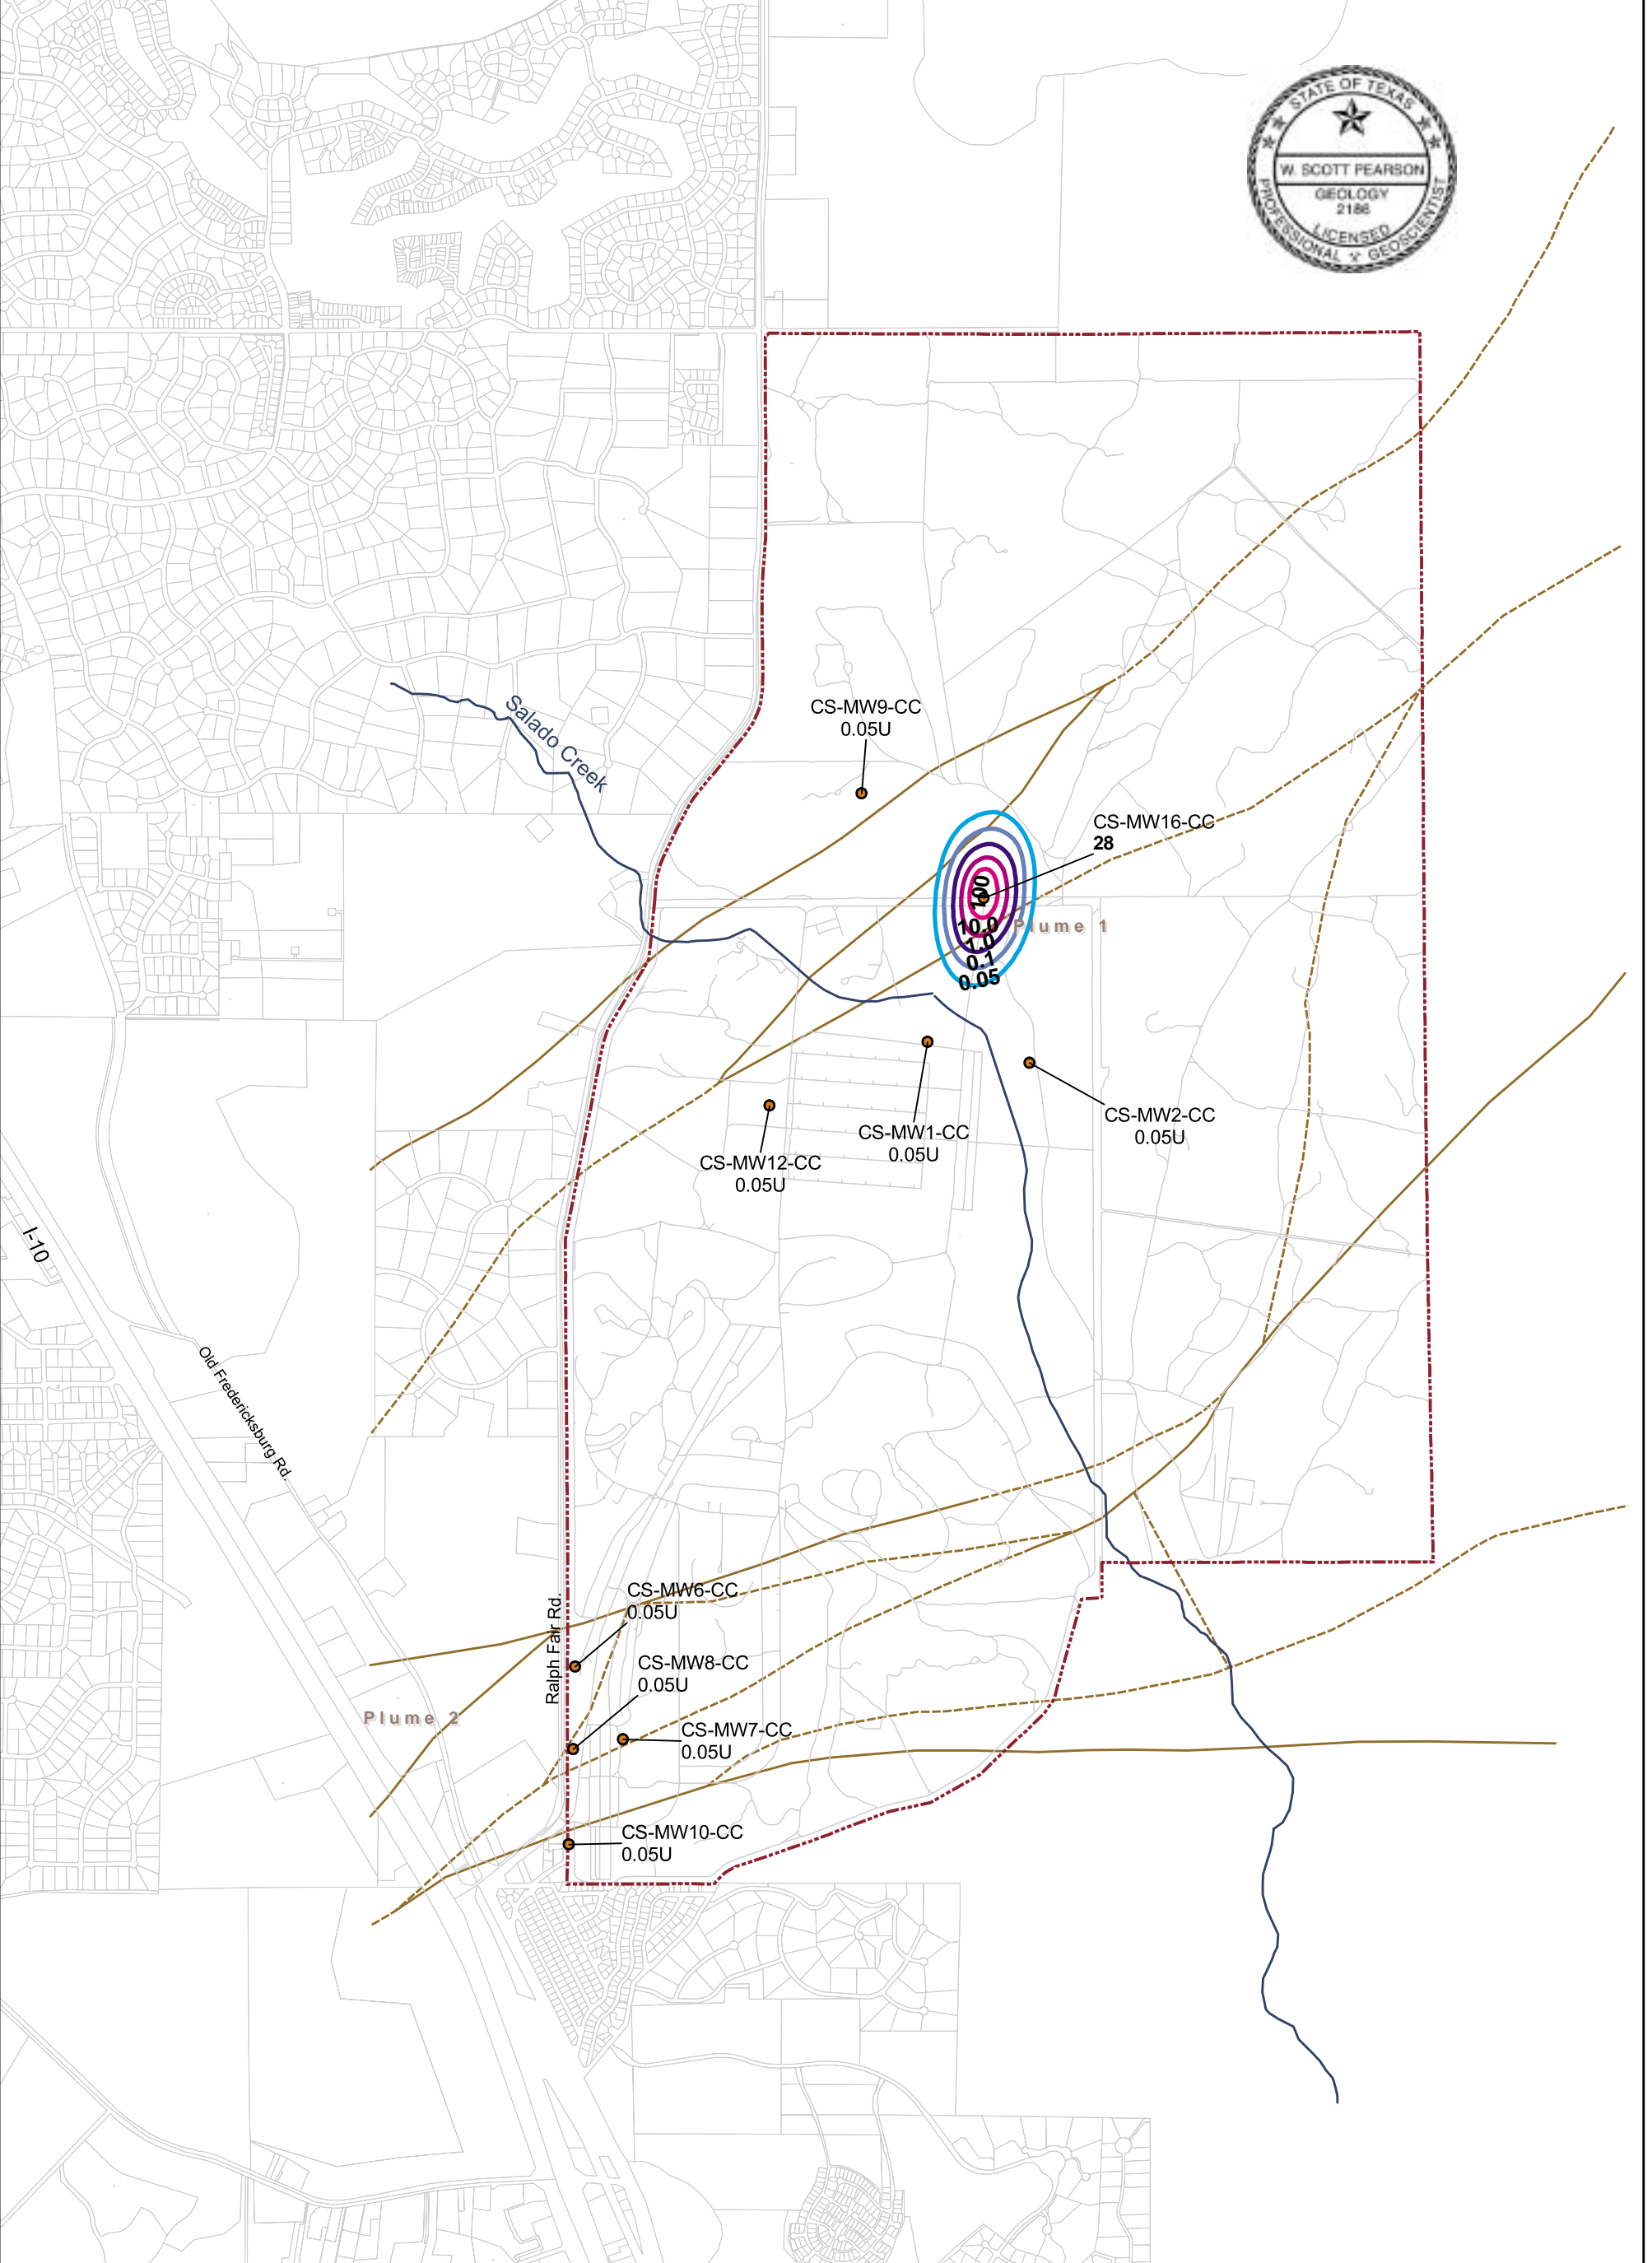 STATE OF TEXAS
W. SCOTT PEARSON
GEOLOGY
2186
LICENSED
PROFESSIONAL GEOSCIENTIST
Salado Creek
CS-MW9-CC
0.05U
CS-MW16-CC
28
100
10.0
1.0
0.1
0.05
Plume 1
CS-MW2-CC
0.05U
CS-MW1-CC
0.05U
CS-MW12-CC
0.05U
I-10
Old Fredericksburg Rd.
Ralph Fair Rd.
CS-MW6-CC
0.05U
CS-MW8-CC
0.05U
Plume 2
CS-MW7-CC
0.05U
CS-MW10-CC
0.05U